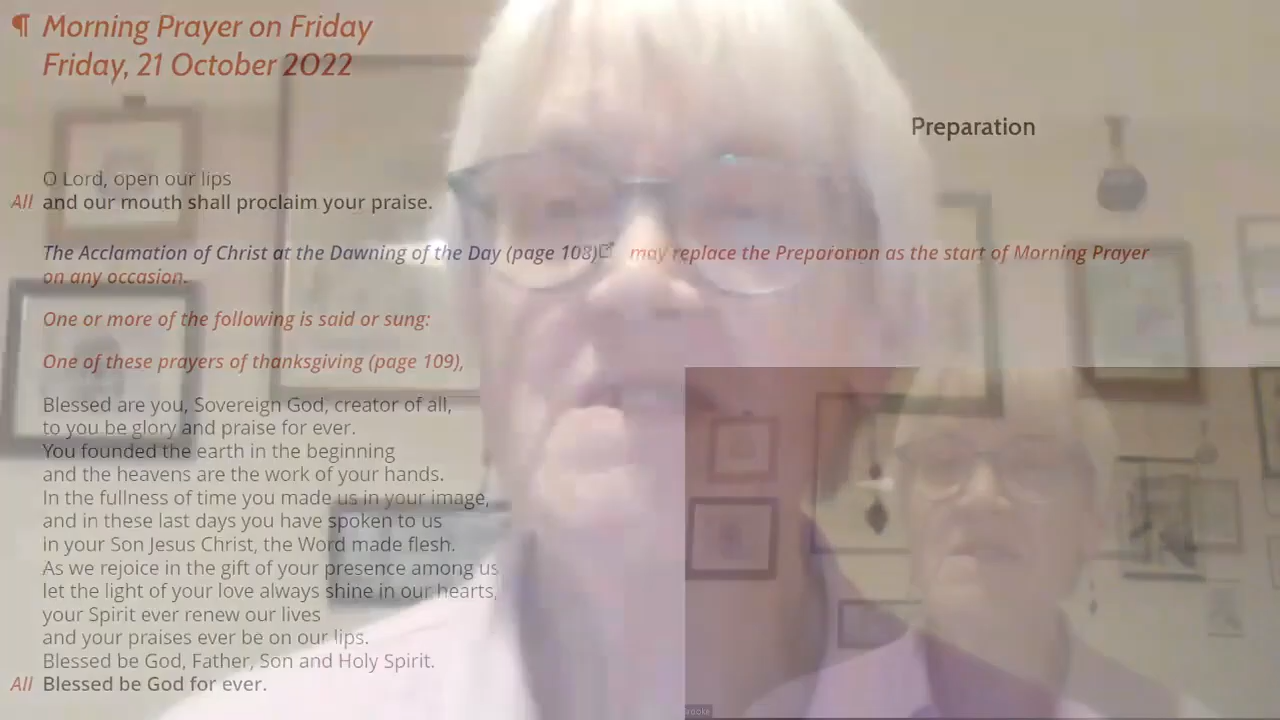 ¶ Morning Prayer on Friday
Friday, 21 October 2022
Preparation
O Lord, open our lips
All and our mouth shall proclaim your praise.
The Acclamation of Christ at the Dawning of the Day (page 108) may replace the Preparation as the start of Morning Prayer
on any occasion.
One or more of the following is said or sung:
One of these prayers of thanksgiving (page 109),
Blessed are you, Sovereign God, creator of all,
to you be glory and praise for ever.
You founded the earth in the beginning
and the heavens are the work of your hands.
In the fullness of time you made us in your image,
and in these last days you have spoken to us
in your Son Jesus Christ, the Word made flesh.
As we rejoice in the gift of your presence among us
let the light of your love always shine in our hearts,
your Spirit ever renew our lives
and your praises ever be on our lips.
Blessed be God, Father, Son and Holy Spirit.
All Blessed be God for ever.